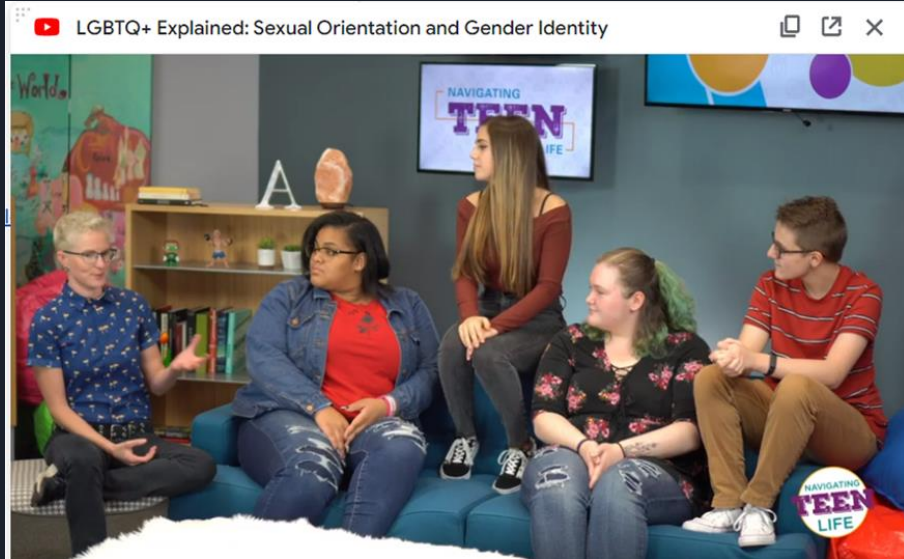 LGBTQ+ Explained: Sexual Orientation and Gender Identity
World
NAVIGATING
TEEN
LIFE
A
NAVIGATING
TEEN
LIFE